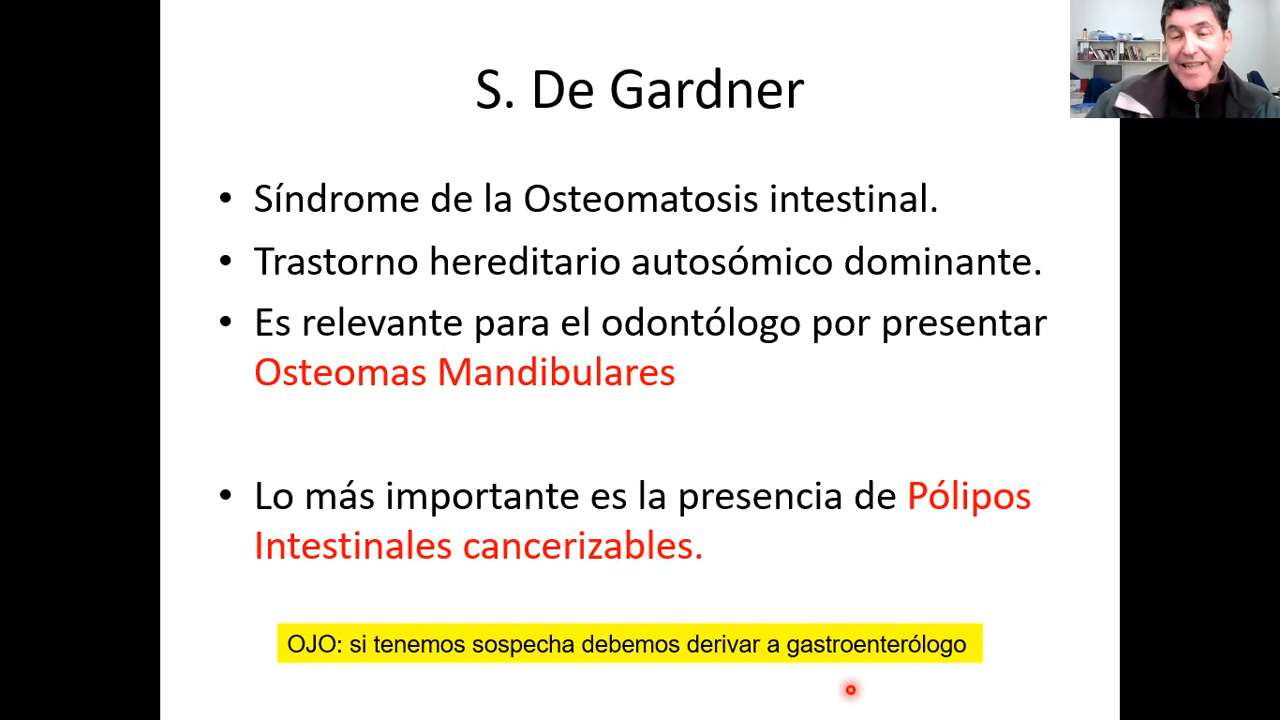 S. De Gardner
• Síndrome de la Osteomatosis intestinal.
• Trastorno hereditario autosómico dominante.
• Es relevante para el odontólogo por presentar
Osteomas Mandibulares
• Lo más importante es la presencia de Pólipos
Intestinales cancerizables.
OJO: si tenemos sospecha debemos derivar a gastroenterólogo